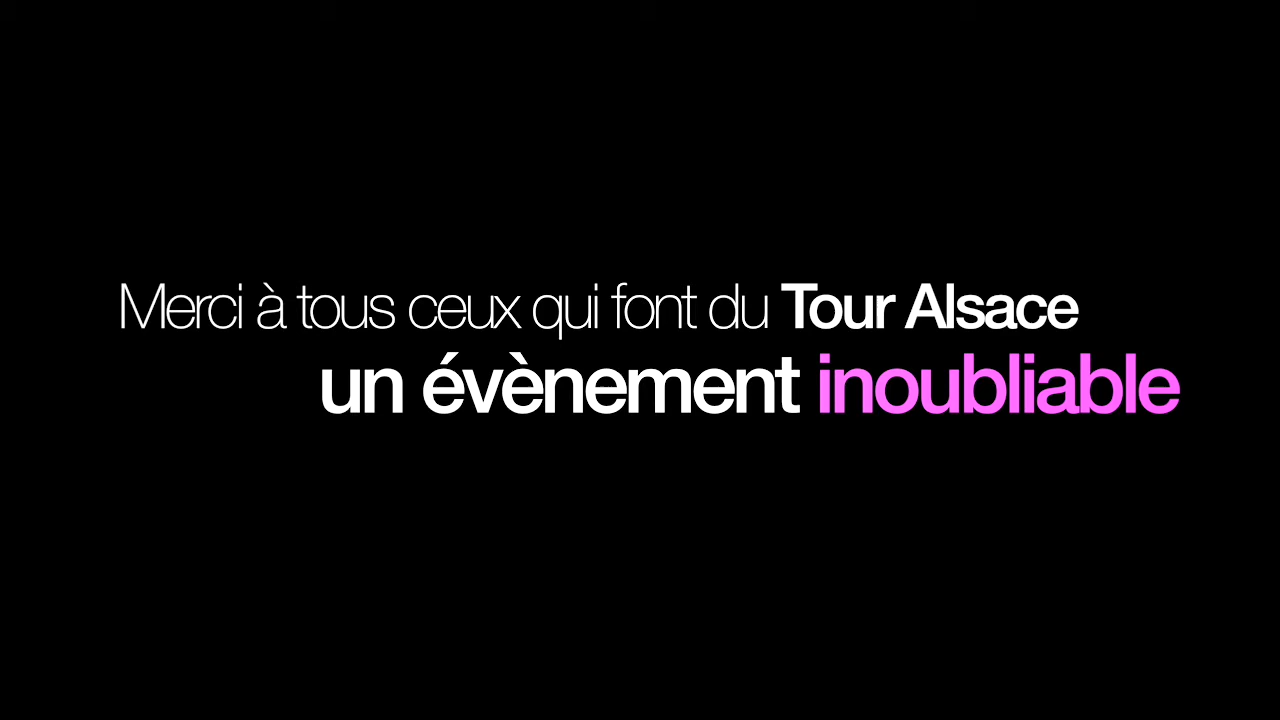 Merci à tous ceux qui font du Tour Alsace
un évènement inoubliable